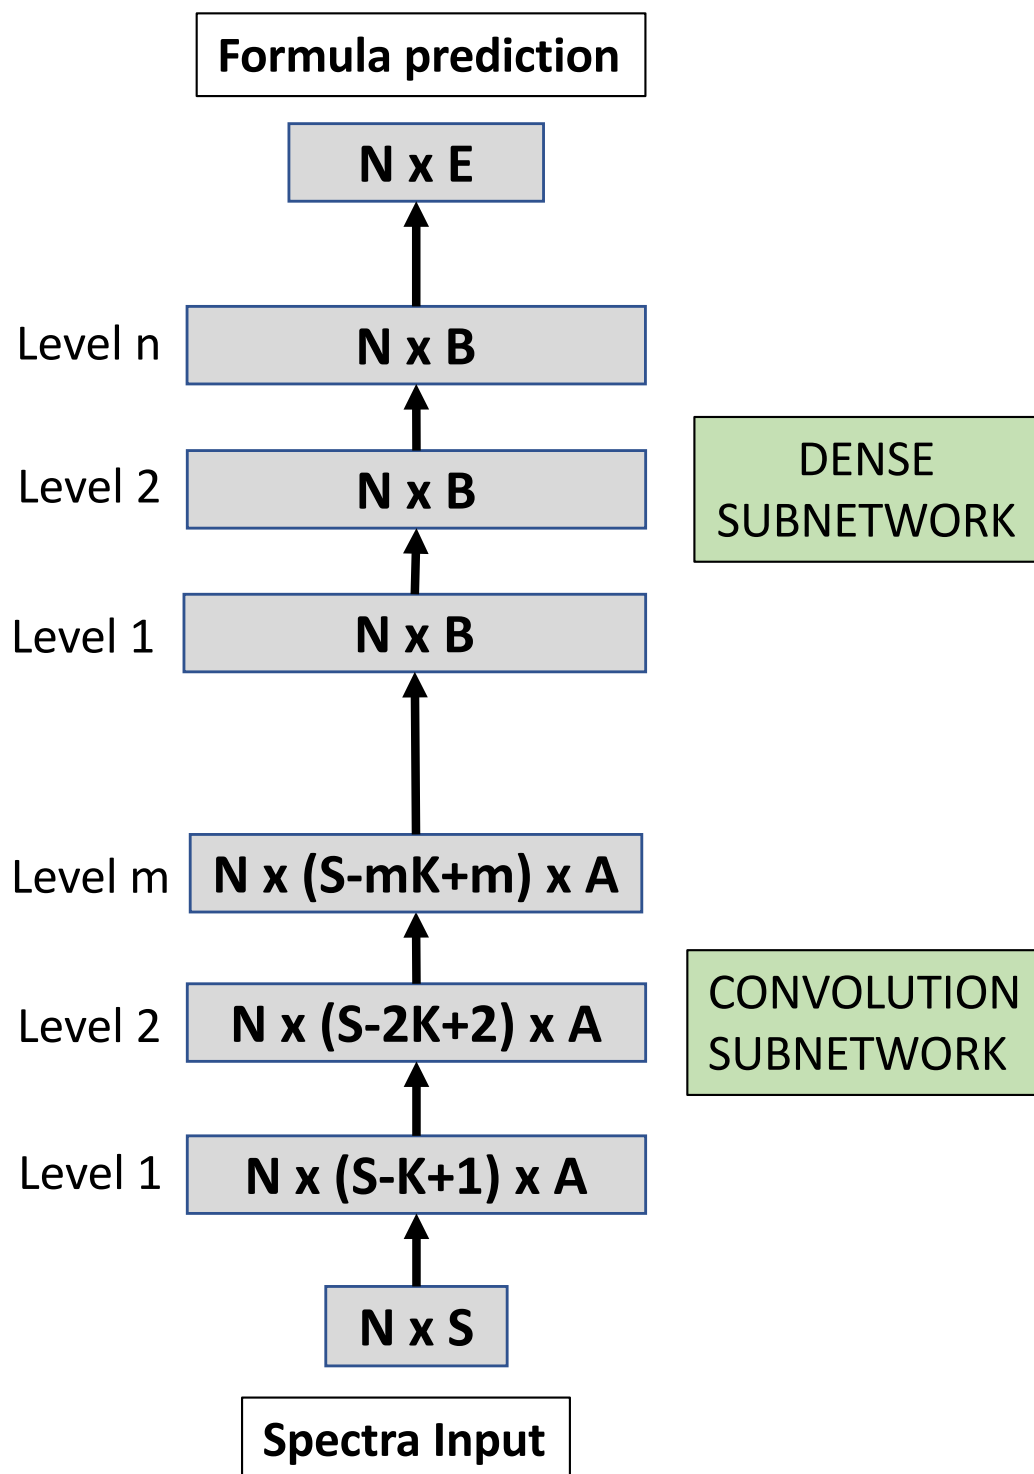 Formula prediction
N x E
Level n
N x B
Level 2
N x B
DENSE
SUBNETWORK
Level 1
N x B
Level m
N x (S-mK+m) x A
Level 2
N x (S-2K+2) x A
CONVOLUTION
SUBNETWORK
Level 1
N x (S-K+1) x A
N x S
Spectra Input